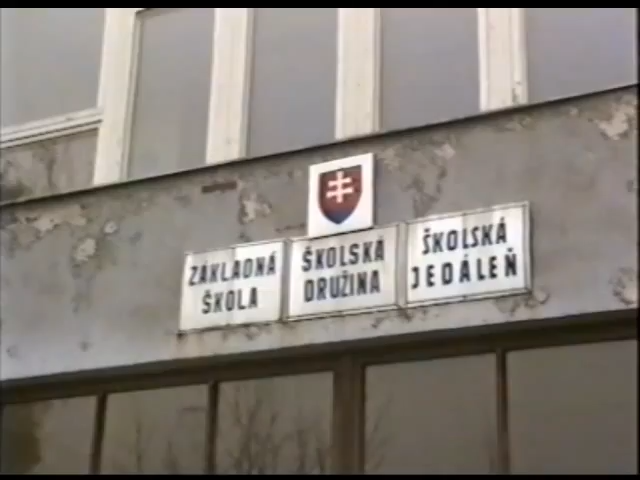 ZÁKLADNÁ
ŠKOLA
ŠKOLSKÁ
DRUŽINA
ŠKOLSKÁ
JEDÁLEŇ